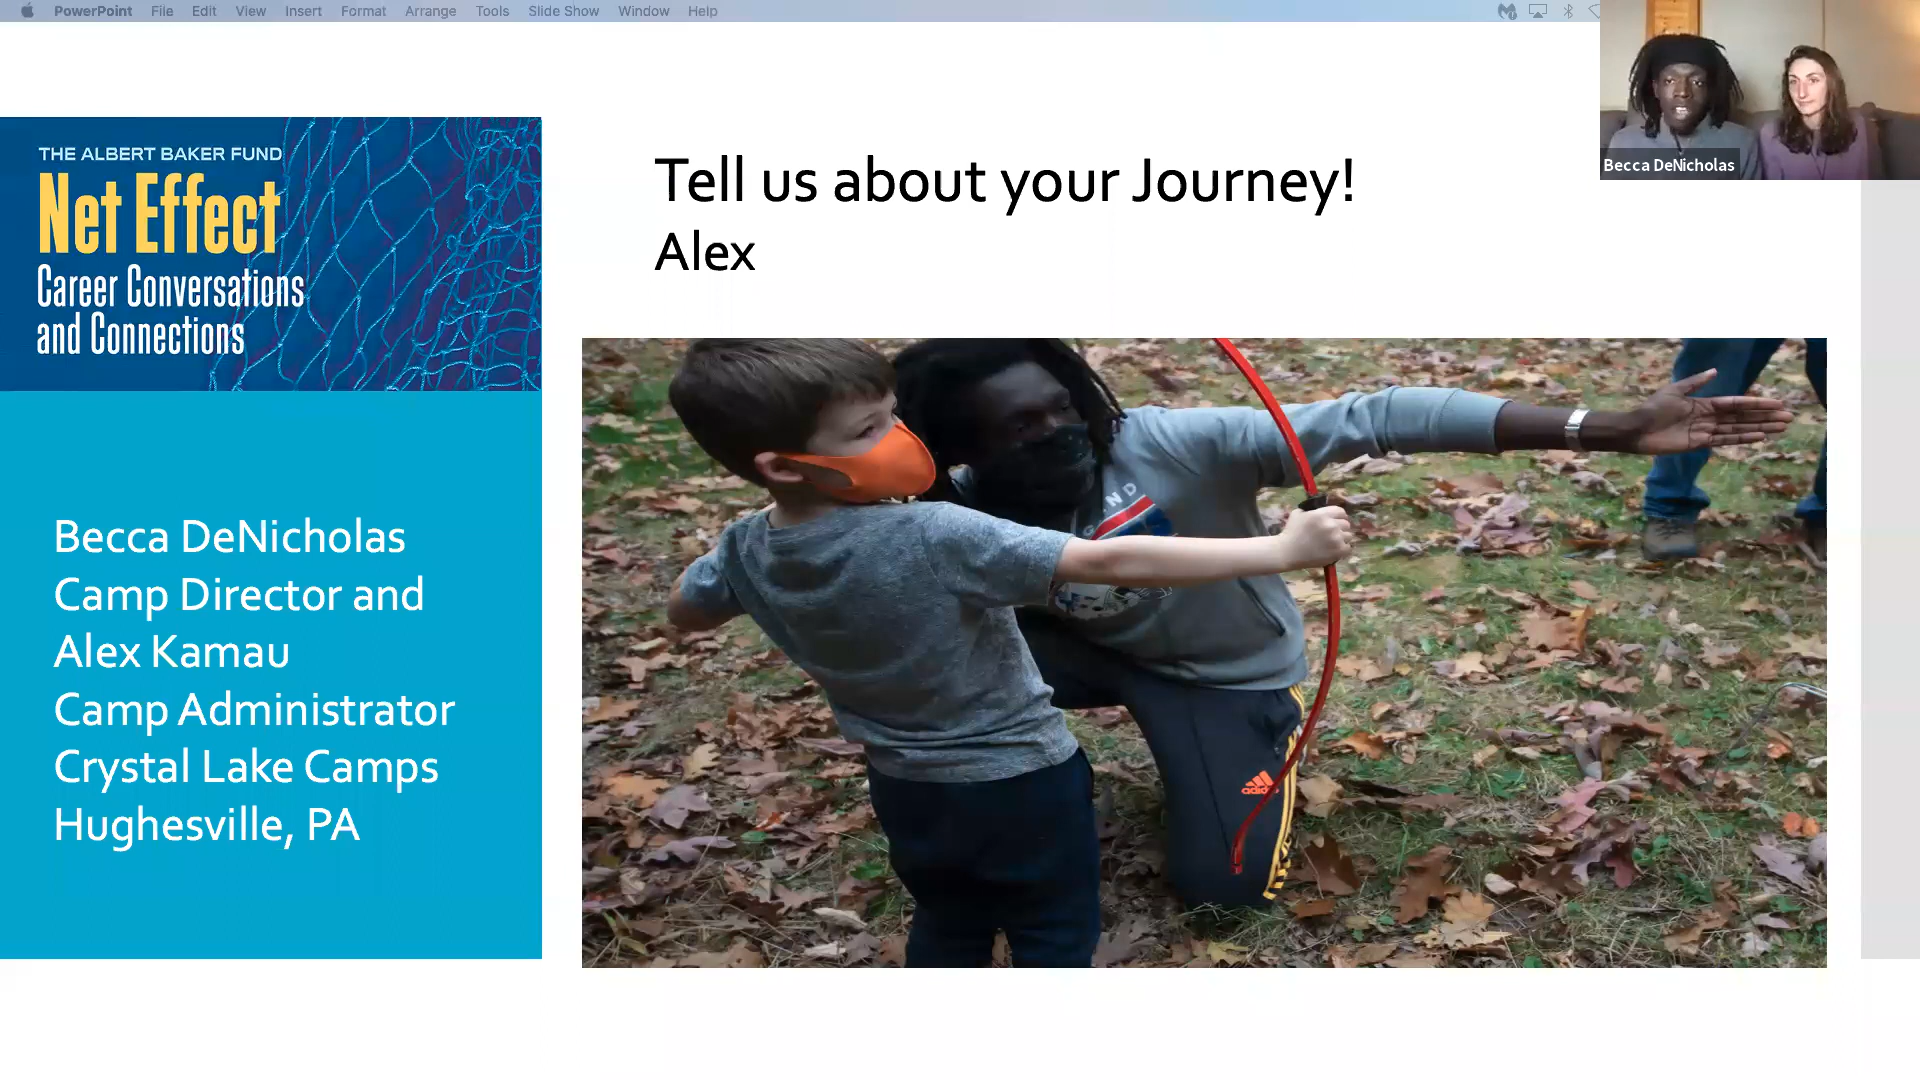 PowerPoint File Edit View Insert Format Arrange Tools Slide Show Window Help
Becca DeNicholas
THE ALBERT BAKER FUND
Net Effect
Career Conversations
and Connections
Tell us about your Journey!
Alex
Becca DeNicholas
Camp Director and
Alex Kamau
Camp Administrator
Crystal Lake Camps
Hughesville, PA
adidas